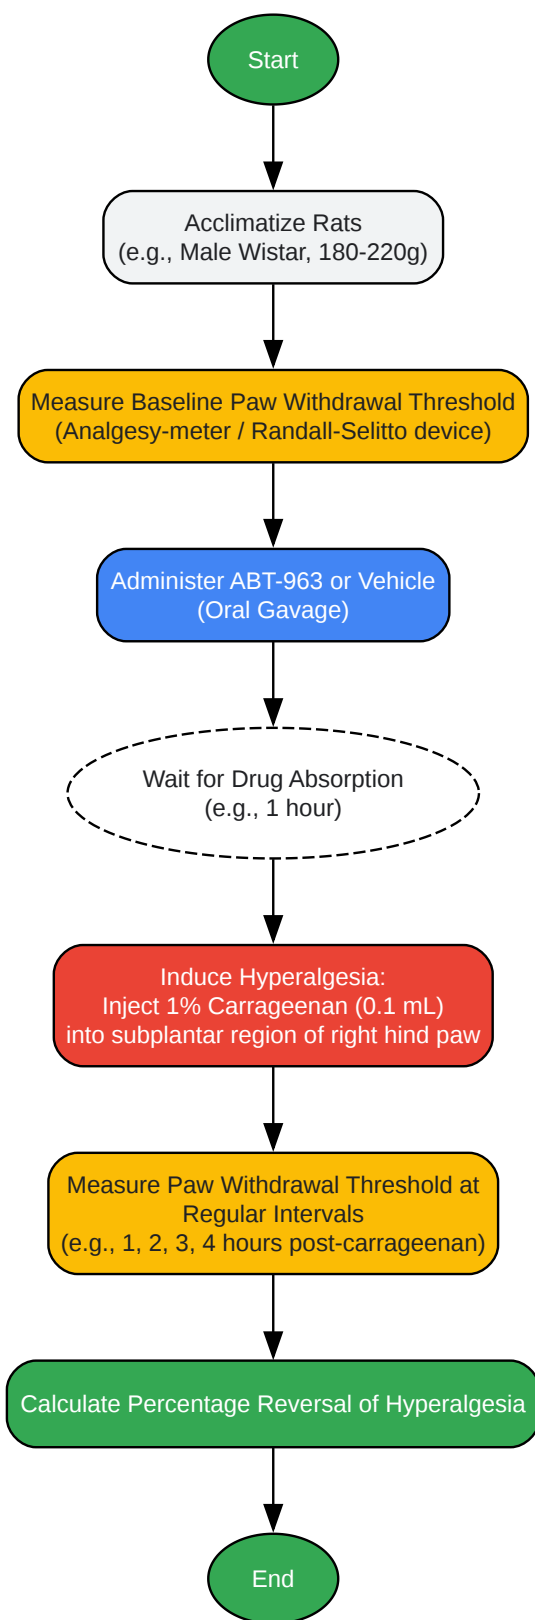 Start
Acclimatize Rats
(e.g., Male Wistar, 180-220g)
Measure Baseline Paw Withdrawal Threshold
(Analgesy-meter / Randall-Selitto device)
Administer ABT-963 or Vehicle
(Oral Gavage)
Wait for Drug Absorption
(e.g., 1 hour)
Induce Hyperalgesia:
Inject 1% Carrageenan (0.1 mL)
into subplantar region of right hind paw
Measure Paw Withdrawal Threshold at
Regular Intervals
(e.g., 1, 2, 3, 4 hours post-carrageenan)
Calculate Percentage Reversal of Hyperalgesia
End